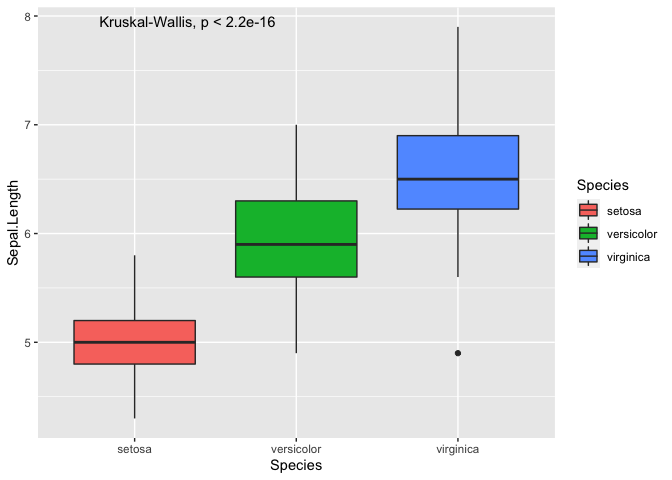 Kruskal-Wallis, p < 2.2e-16
8
7
6
5
Sepal.Length
setosa
versicolor
virginica
Species
Species
setosa
versicolor
virginica